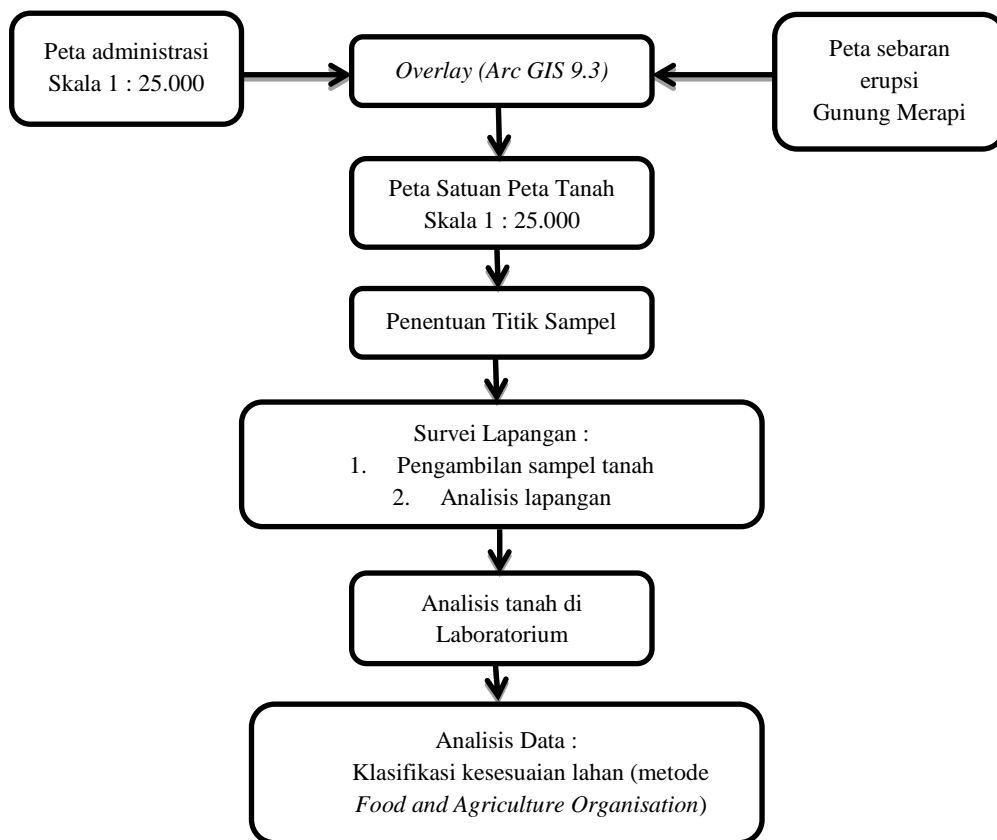 Peta administrasi
Skala 1 : 25.000
Overlay (Arc GIS 9.3)
Peta sebaran
erupsi
Gunung Merapi
Peta Satuan Peta Tanah
Skala 1 : 25.000
Penentuan Titik Sampel
Survei Lapangan :
1. Pengambilan sampel tanah
2. Analisis lapangan
Analisis tanah di
Laboratorium
Analisis Data :
Klasifikasi kesesuaian lahan (metode
Food and Agriculture Organisation)